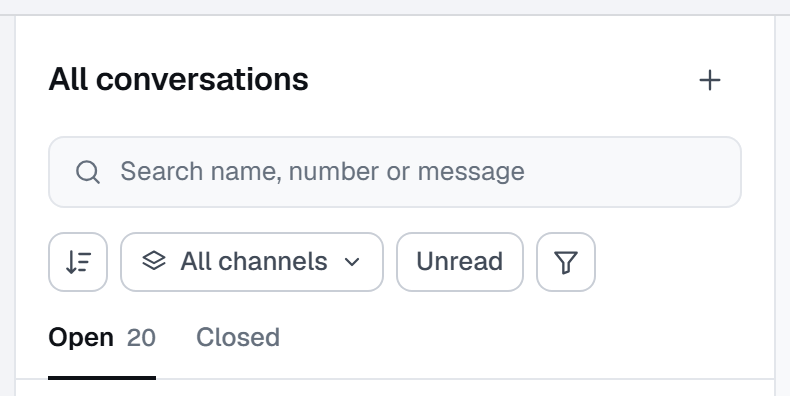 All conversations
Search name, number or message
All channels Unread
Open 20 Closed